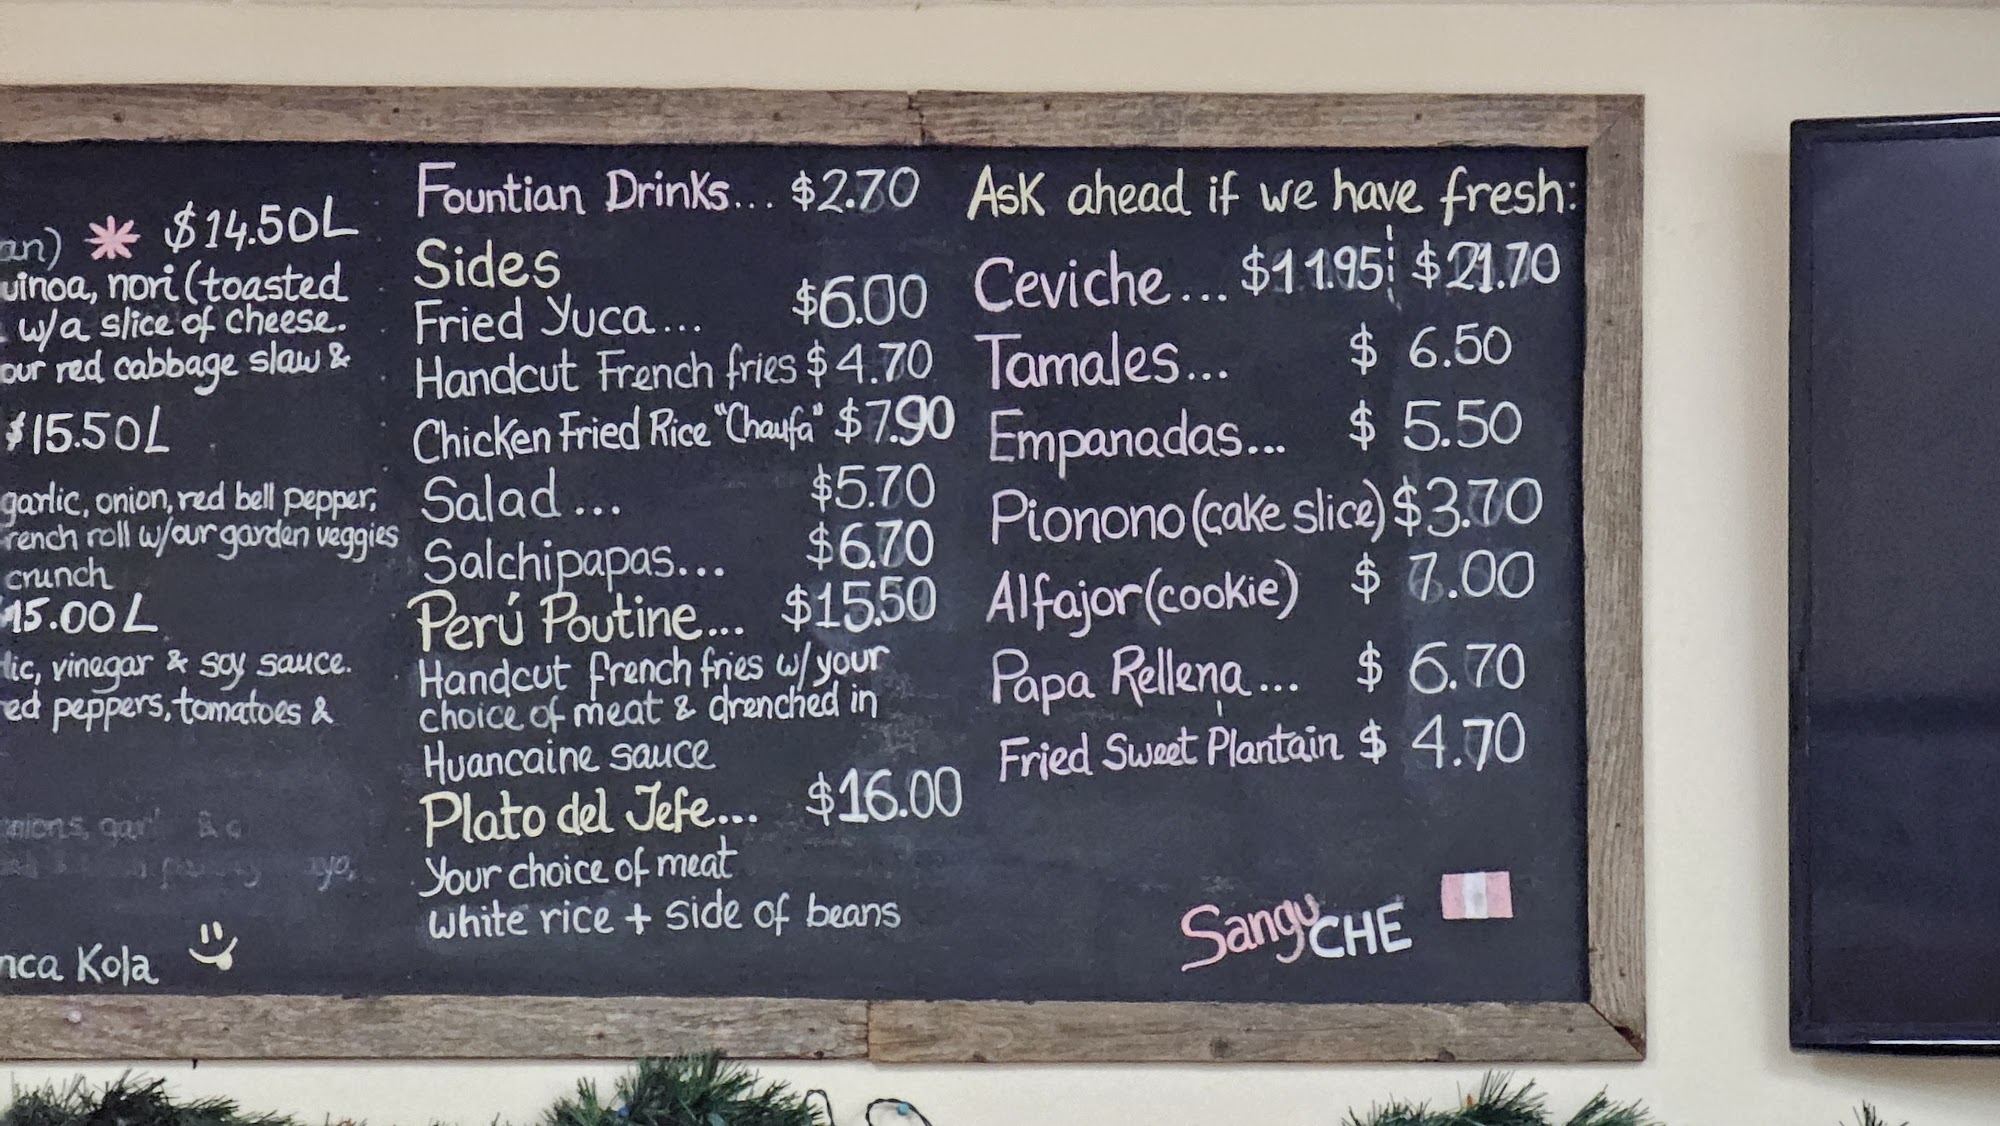 $14.50L
uinoa, nori (toasted
w/a slice of cheese.
our red cabbage slaw &
$15.50L
garlic, onion, red bell pepper,
rench roll w/our garden veggies
crunch
15.00L
lic, vinegar & soy sauce.
ed peppers, tomatoes &
nca Kola
Fountian Drinks... $2.70
Sides
Fried Yuca... $6.00
Handcut French fries $4.70
Chicken Fried Rice "Chaufa" $7.90
Salad... $5.70
Salchipapas... $6.70
Perú Poutine... $15.50
Handcut french fries w/your
choice of meat & drenched in
Huancaine sauce
Plato del Jefe... $16.00
Your choice of meat
white rice + side of beans
Ask ahead if we have fresh:
Ceviche... $11.95 ¦ $21.70
Tamales... $ 6.50
Empanadas... $ 5.50
Pionono (cake slice) $3.70
Alfajor (cookie) $ 7.00
Papa Rellena... $ 6.70
Fried Sweet Plantain $ 4.70
SanguCHE